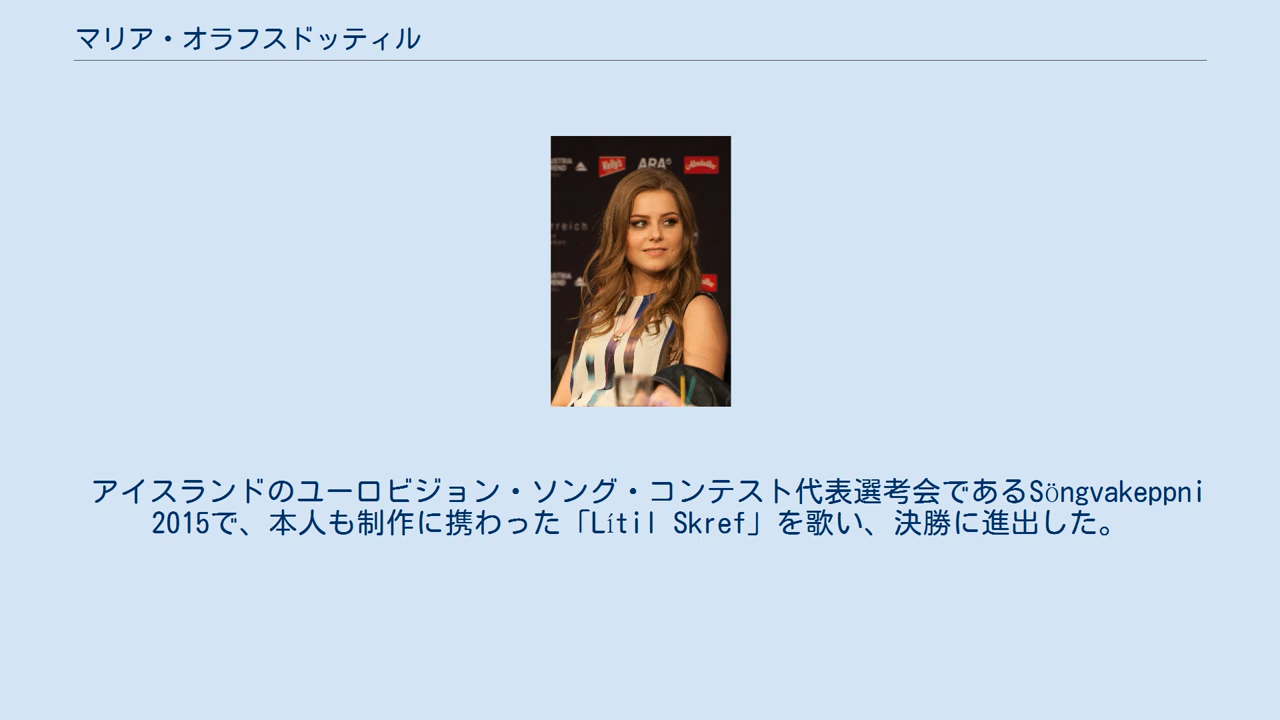 マリア・オラフスドッティル
Kelly's
ARA
rreich
アイスランドのユーロビジョン・ソング・コンテスト代表選考会であるSöngvakeppni
2015で、本人も制作に携わった「Lítil Skref」を歌い、決勝に進出した。